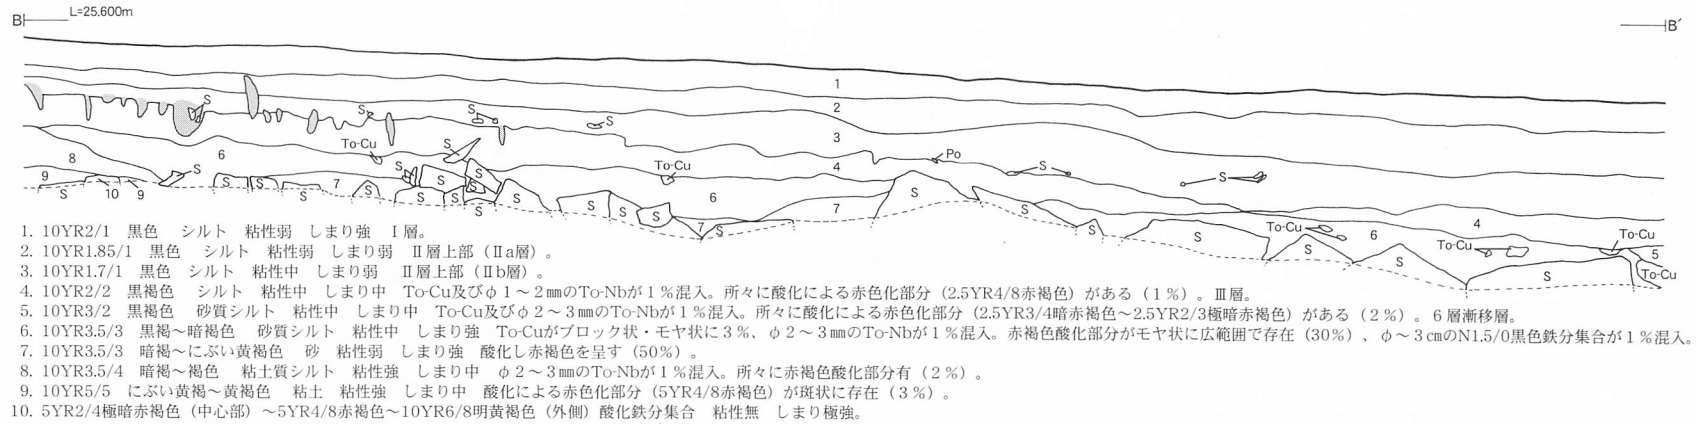 B L=25.600m B′
1
2
3
S S S S
To-Cu S To-Cu 4 Po S S
8 6 S S
9 S 10 9 S S S 7 S S S S S S S S S S 6 7 S S 4
7 S S S To-Cu 6 To-Cu To-Cu 5
S S To-Cu
1. 10YR2/1 黒色 シルト 粘性弱 しまり強 Ⅰ層。
2. 10YR1.85/1 黒色 シルト 粘性弱 しまり弱 Ⅱ層上部（Ⅱa層）。
3. 10YR1.7/1 黒色 シルト 粘性中 しまり弱 Ⅱ層上部（Ⅱb層）。
4. 10YR2/2 黒褐色 シルト 粘性中 しまり中 To-Cu及びφ１～２㎜のTo-Nbが１％混入。所々に酸化による赤色化部分（2.5YR4/8赤褐色）がある（１％）。Ⅲ層。
5. 10YR3/2 黒褐色 砂質シルト 粘性中 しまり中 To-Cu及びφ２～３㎜のTo-Nbが１％混入。所々に酸化による赤色化部分（2.5YR3/4暗赤褐色～2.5YR2/3極暗赤褐色）がある（２％）。６層漸移層。
6. 10YR3.5/3 黒褐～暗褐色 砂質シルト 粘性中 しまり強 To-Cuがブロック状・モヤ状に３％、φ２～３㎜のTo-Nbが１％混入。赤褐色酸化部分がモヤ状に広範囲で存在（30％）、φ～３㎝のN1.5/0黒色鉄分集合が１％混入。
7. 10YR3.5/3 暗褐～にぶい黄褐色 砂 粘性弱 しまり強 酸化し赤褐色を呈す（50％）。
8. 10YR3.5/4 暗褐～褐色 粘土質シルト 粘性強 しまり中 φ２～３㎜のTo-Nbが１％混入。所々に赤褐色酸化部分有（２％）。
9. 10YR5/5 にぶい黄褐～黄褐色 粘土 粘性強 しまり中 酸化による赤色化部分（5YR4/8赤褐色）が斑状に存在（３％）。
10. 5YR2/4極暗赤褐色（中心部）～5YR4/8赤褐色～10YR6/8明黄褐色（外側）酸化鉄分集合 粘性無 しまり極強。